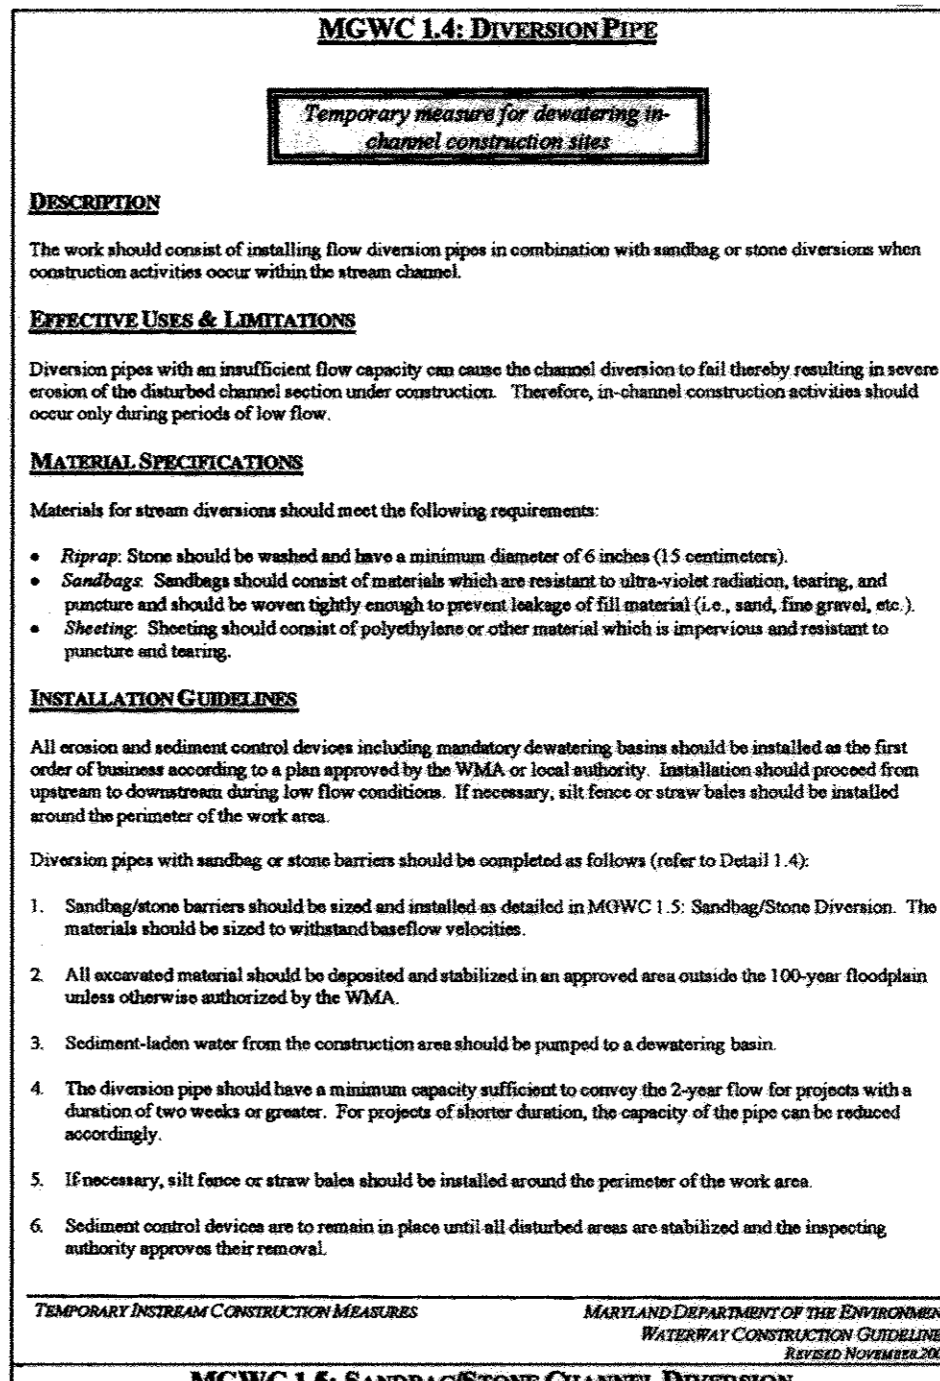 MGWC 1.4: DIVERSION PIPE
Temporary measure for dewatering in-
channel construction sites
DESCRIPTION
The work should consist of installing flow diversion pipes in combination with sandbag or stone diversions when
construction activities occur within the stream channel.
EFFECTIVE USES & LIMITATIONS
Diversion pipes with an insufficient flow capacity can cause the channel diversion to fail thereby resulting in severe
erosion of the disturbed channel section under construction. Therefore, in-channel construction activities should
occur only during periods of low flow.
MATERIAL SPECIFICATIONS
Materials for stream diversions should meet the following requirements:
• Riprap: Stone should be washed and have a minimum diameter of 6 inches (15 centimeters).
• Sandbags: Sandbags should consist of materials which are resistant to ultra-violet radiation, tearing, and
puncture and should be woven tightly enough to prevent leakage of fill material (i.e., sand, fine gravel, etc.).
• Sheeting: Sheeting should consist of polyethylene or other material which is impervious and resistant to
puncture and tearing.
INSTALLATION GUIDELINES
All erosion and sediment control devices including mandatory dewatering basins should be installed as the first
order of business according to a plan approved by the WMA or local authority. Installation should proceed from
upstream to downstream during low flow conditions. If necessary, silt fence or straw bales should be installed
around the perimeter of the work area.
Diversion pipes with sandbag or stone barriers should be completed as follows (refer to Detail 1.4):
1. Sandbag/stone barriers should be sized and installed as detailed in MGWC 1.5: Sandbag/Stone Diversion. The
materials should be sized to withstand baseflow velocities.
2. All excavated material should be deposited and stabilized in an approved area outside the 100-year floodplain
unless otherwise authorized by the WMA.
3. Sediment-laden water from the construction area should be pumped to a dewatering basin.
4. The diversion pipe should have a minimum capacity sufficient to convey the 2-year flow for projects with a
duration of two weeks or greater. For projects of shorter duration, the capacity of the pipe can be reduced
accordingly.
5. If necessary, silt fence or straw bales should be installed around the perimeter of the work area.
6. Sediment control devices are to remain in place until all disturbed areas are stabilized and the inspecting
authority approves their removal.
TEMPORARY INSTREAM CONSTRUCTION MEASURES
MARYLAND DEPARTMENT OF THE ENVIRONMEN
WATERWAY CONSTRUCTION GUIDELINE
REVISED NOVEMBER 200
MGWC 1.5: SANDBAG/STONE CHANNEL DIVERSION